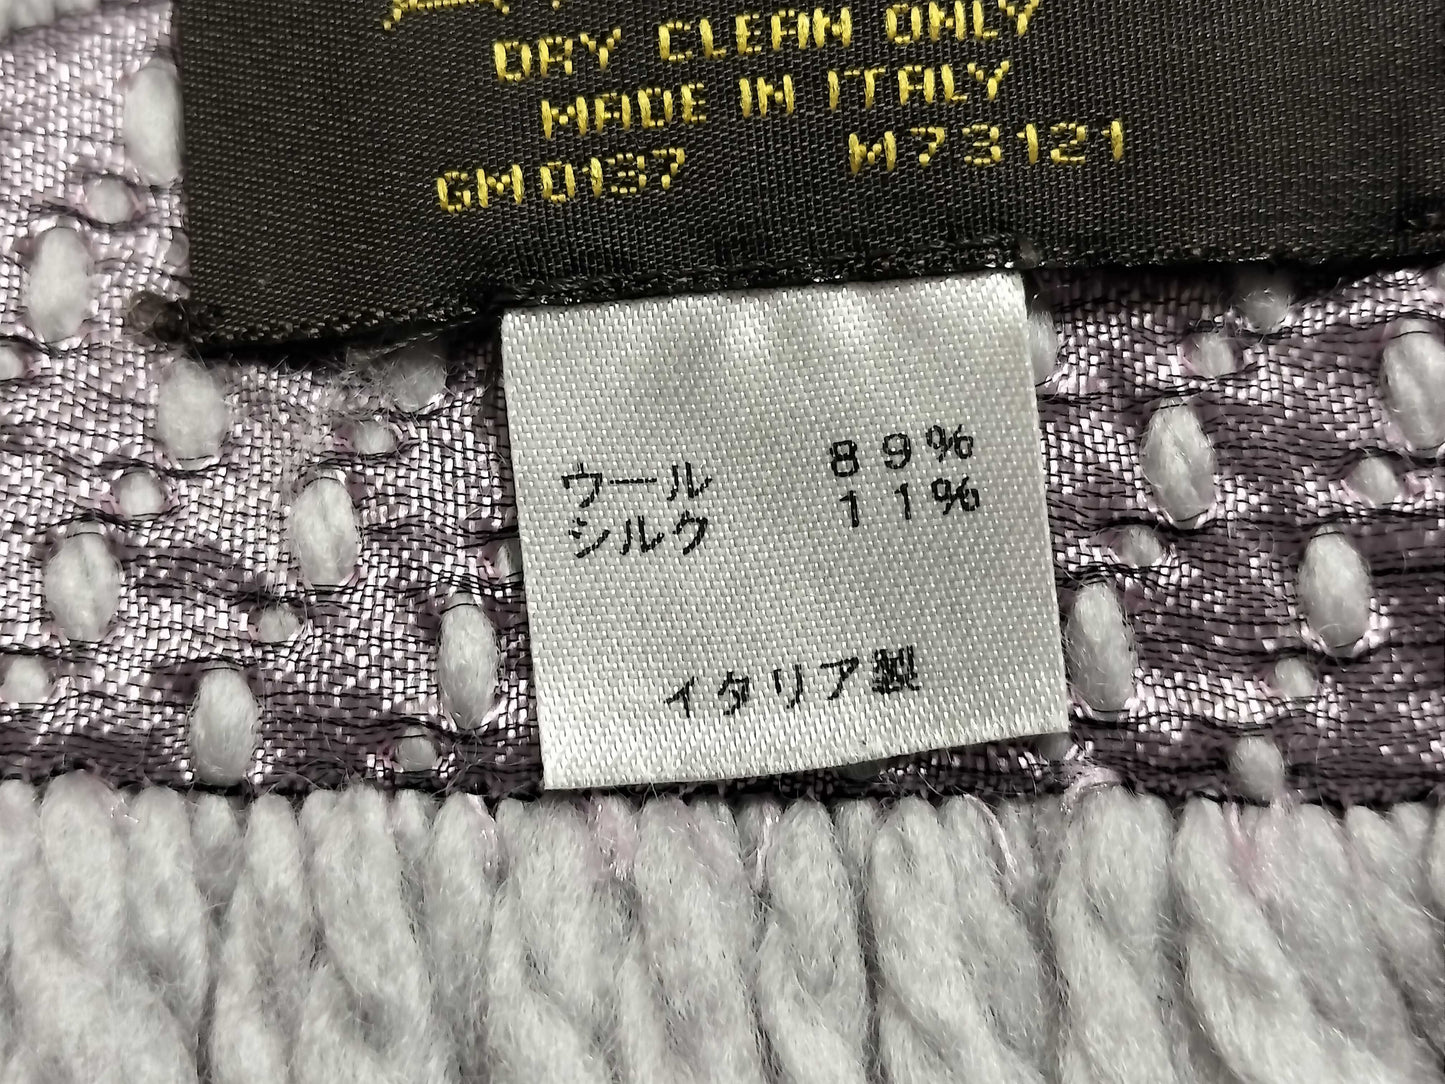 DRY CLEAN ONLY
MADE IN ITALY
GM0137 M73121
ウール 89%
シルク 11%
イタリア製